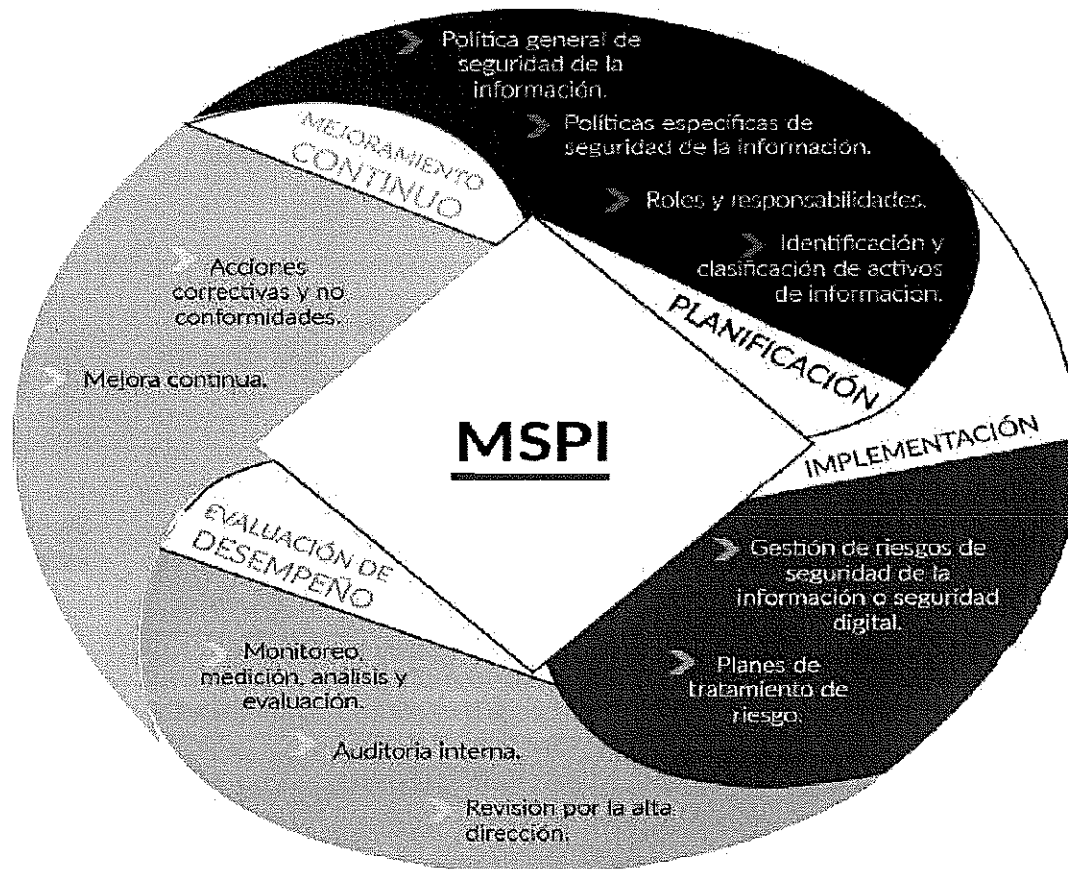 Política general de
seguridad de la
información.
Políticas específicas de
seguridad de la información.
Roles y responsabilidades.
Identificación y
clasificación de activos
de información.
PLANIFICACIÓN
IMPLEMENTACIÓN
Gestión de riesgos de
seguridad de la
información o seguridad
digital.
Planes de
tratamiento de
riesgo.
EVALUACIÓN DE
DESEMPEÑO
Monitoreo,
medición, análisis y
evaluación.
Auditoria interna.
Revisión por la alta
dirección.
MEJORAMIENTO
CONTINUO
Acciones
correctivas y no
conformidades.
Mejora continua.
MSPI